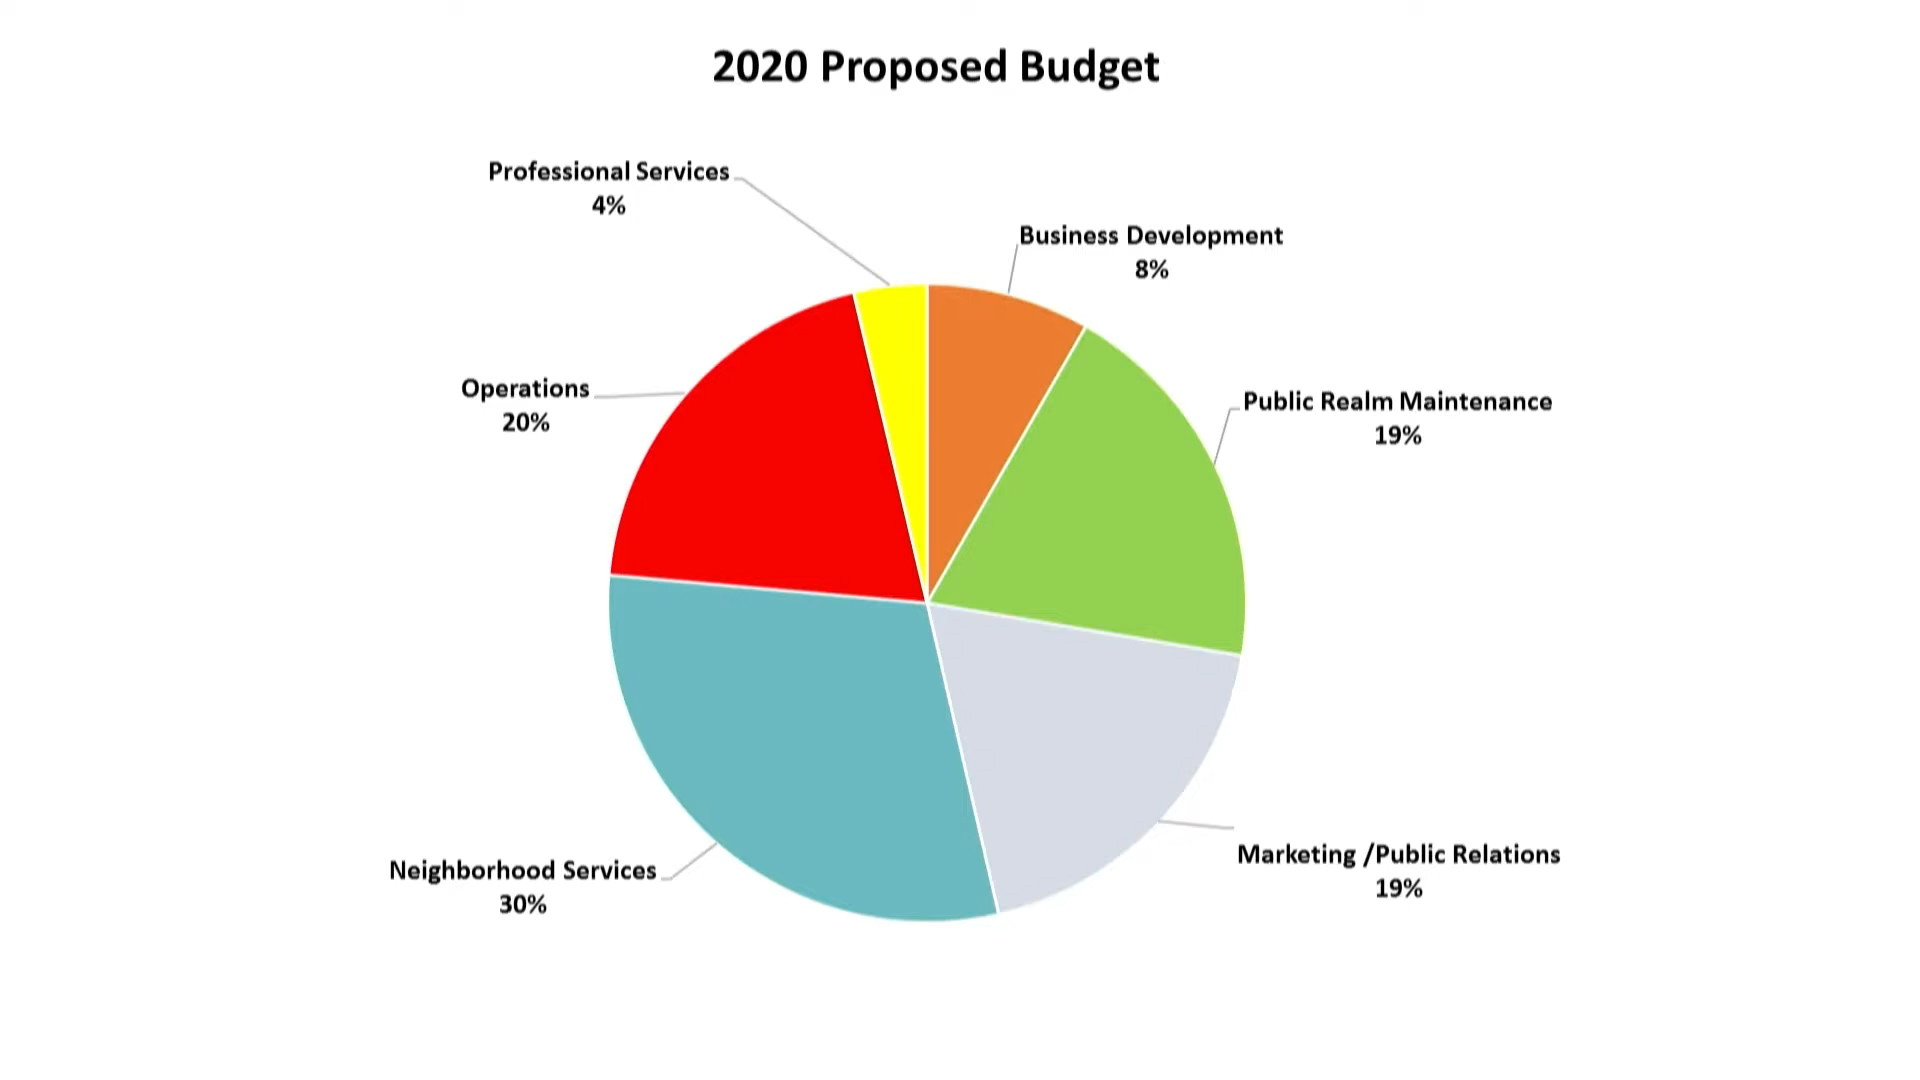 2020 Proposed Budget
Professional Services
4%
Business Development
8%
Operations
20%
Public Realm Maintenance
19%
Marketing /Public Relations
19%
Neighborhood Services
30%